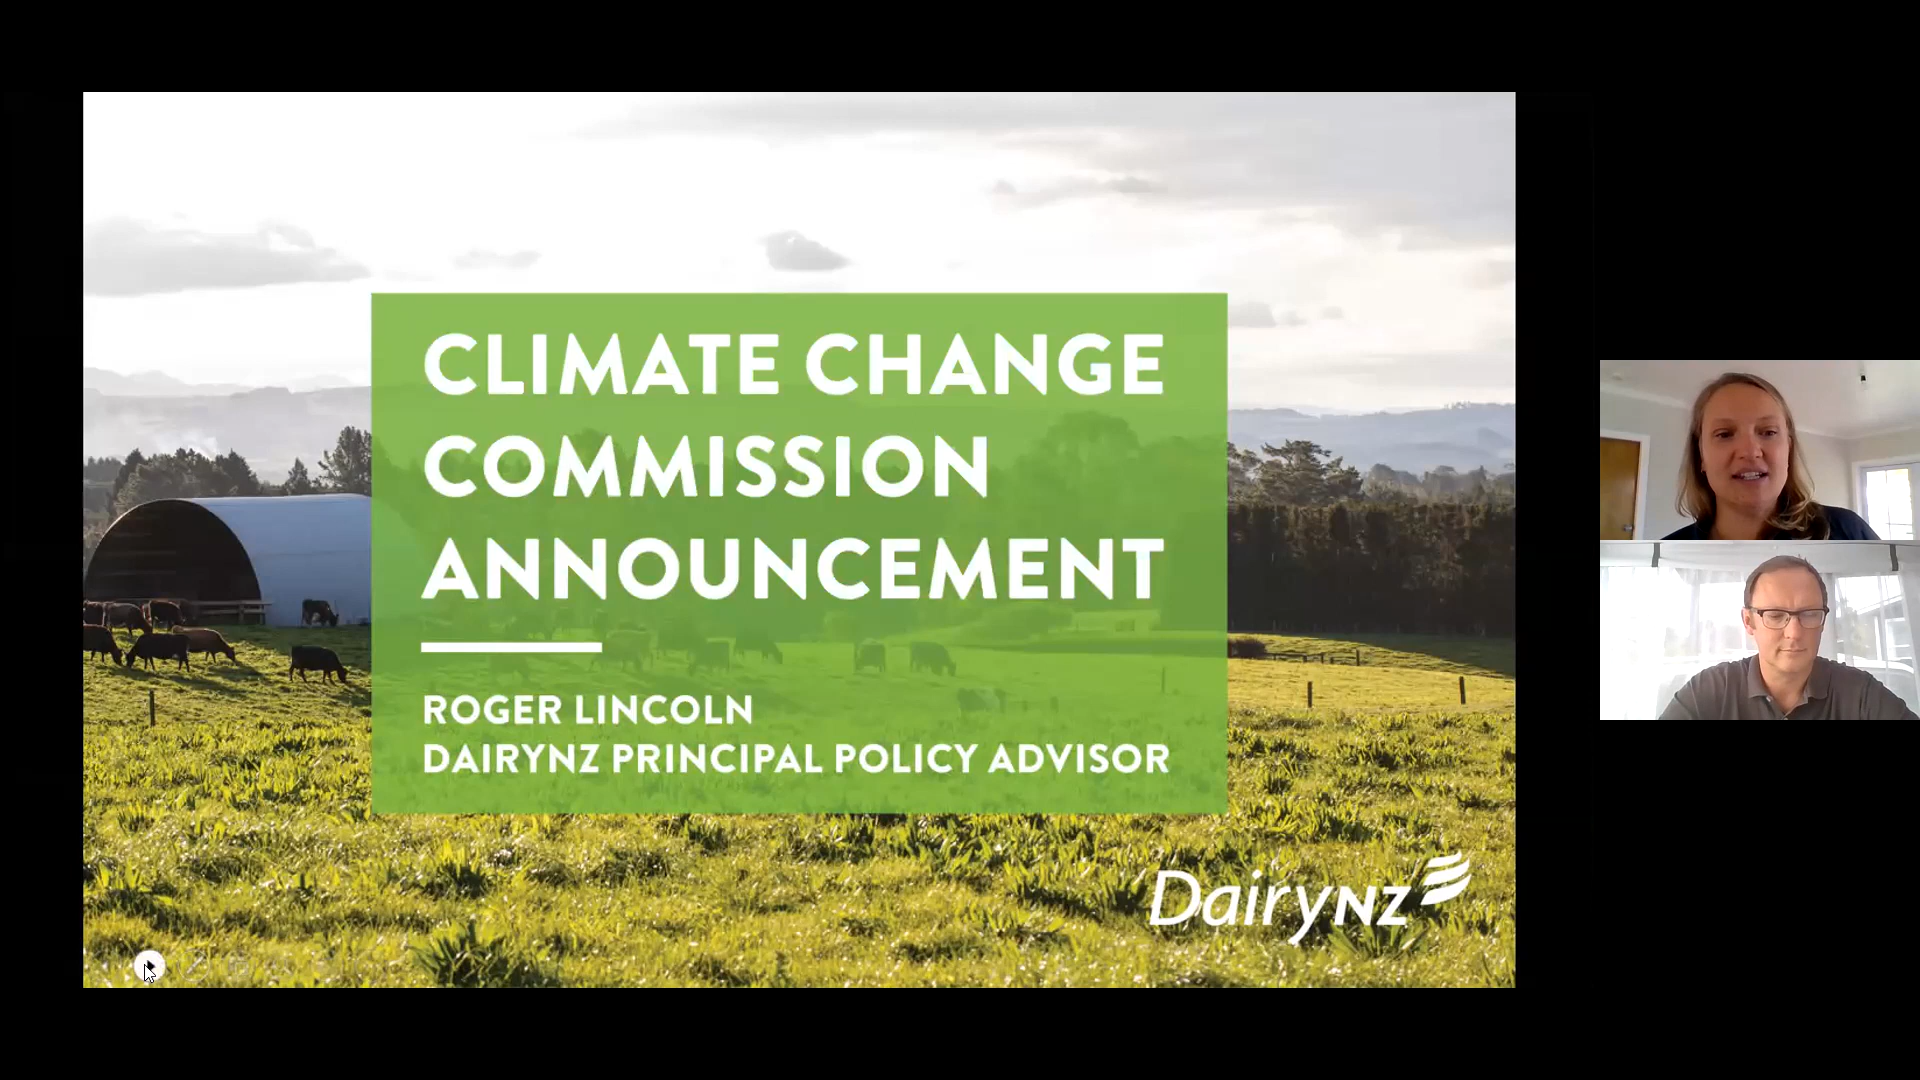 CLIMATE CHANGE
COMMISSION
ANNOUNCEMENT
ROGER LINCOLN
DAIRYNZ PRINCIPAL POLICY ADVISOR
DairyNZ